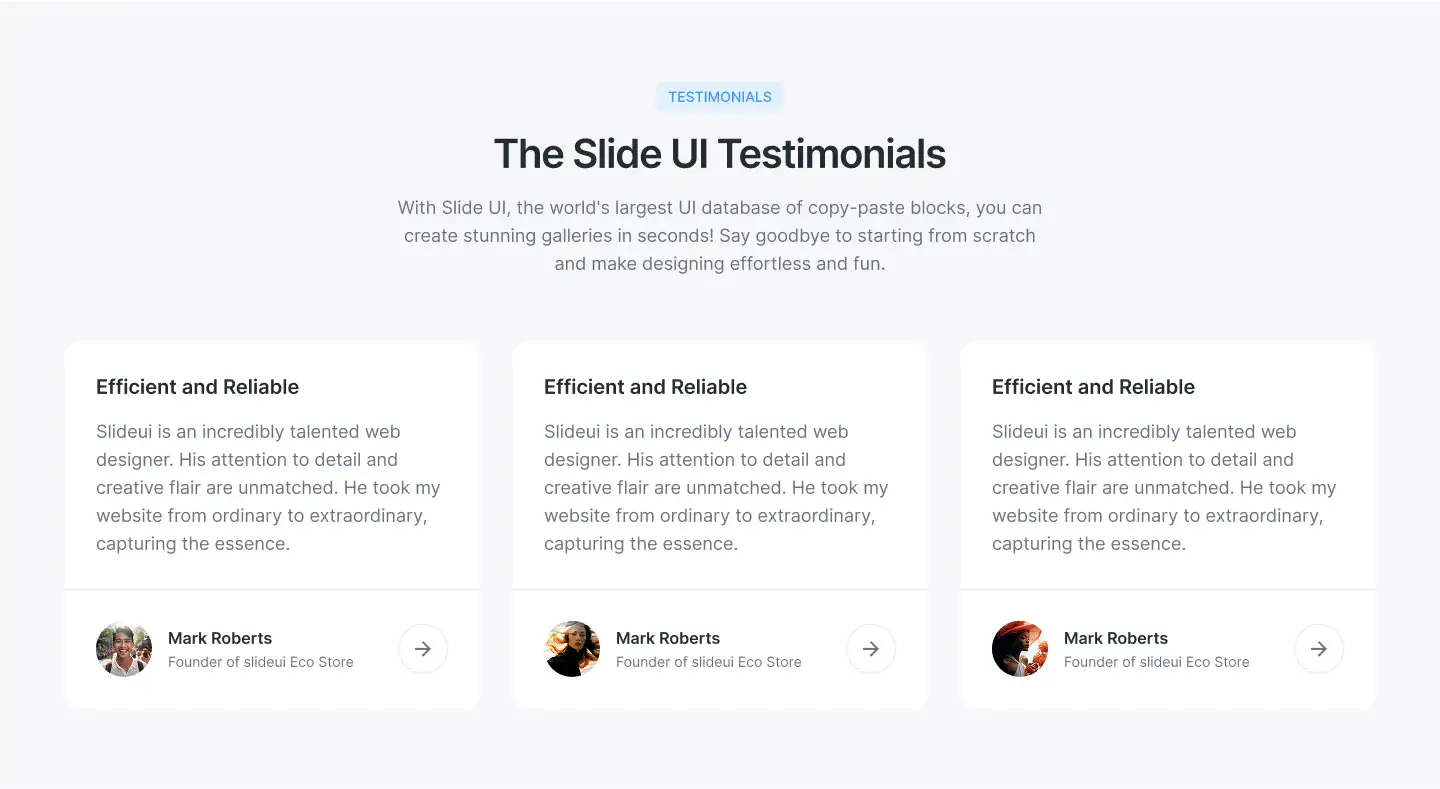 TESTIMONIALS
The Slide UI Testimonials
With Slide UI, the world's largest UI database of copy-paste blocks, you can
create stunning galleries in seconds! Say goodbye to starting from scratch
and make designing effortless and fun.
Efficient and Reliable
Slideui is an incredibly talented web
designer. His attention to detail and
creative flair are unmatched. He took my
website from ordinary to extraordinary,
capturing the essence.
Mark Roberts
Founder of slideui Eco Store
Efficient and Reliable
Slideui is an incredibly talented web
designer. His attention to detail and
creative flair are unmatched. He took my
website from ordinary to extraordinary,
capturing the essence.
Mark Roberts
Founder of slideui Eco Store
Efficient and Reliable
Slideui is an incredibly talented web
designer. His attention to detail and
creative flair are unmatched. He took my
website from ordinary to extraordinary,
capturing the essence.
Mark Roberts
Founder of slideui Eco Store